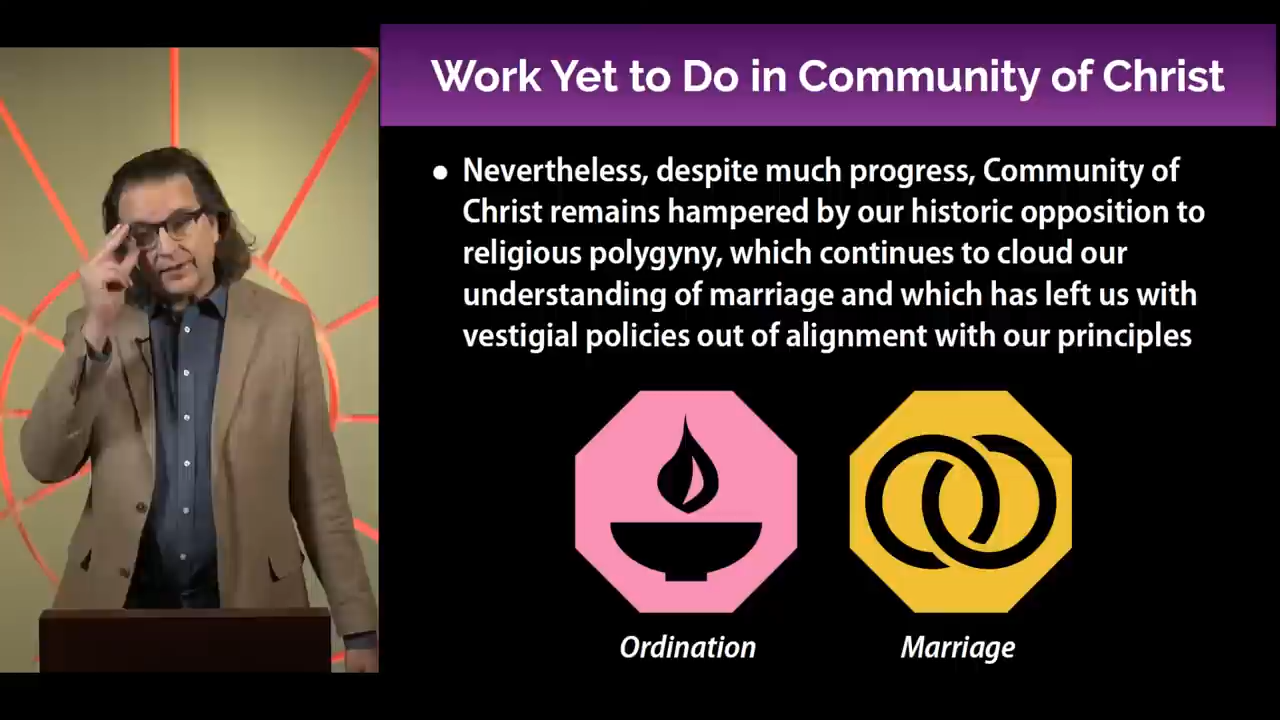 Work Yet to Do in Community of Christ
● Nevertheless, despite much progress, Community of
Christ remains hampered by our historic opposition to
religious polygyny, which continues to cloud our
understanding of marriage and which has left us with
vestigial policies out of alignment with our principles
Ordination
Marriage